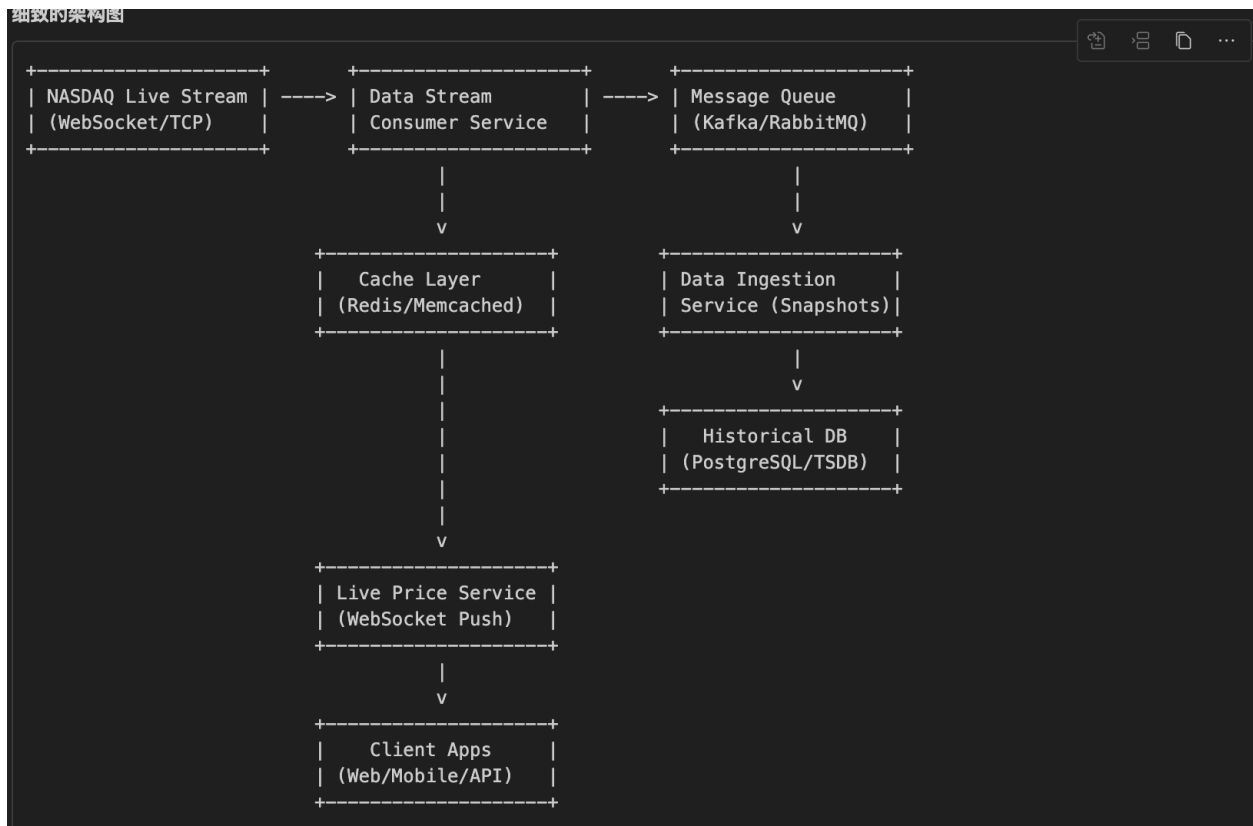 细致的架构图
+--------------------+       +--------------------+       +--------------------+
| NASDAQ Live Stream | ----> | Data Stream        | ----> | Message Queue      |
| (WebSocket/TCP)    |       | Consumer Service   |       | (Kafka/RabbitMQ)   |
+--------------------+       +--------------------+       +--------------------+
|                               |
|                               |
v                               v
+--------------------+         +--------------------+
|   Cache Layer      |         | Data Ingestion     |
| (Redis/Memcached)  |         | Service (Snapshots)|
+--------------------+         +--------------------+
|                               |
|                               v
|                    +--------------------+
|                    |   Historical DB    |
|                    | (PostgreSQL/TSDB)  |
|                    +--------------------+
|
v
+--------------------+
| Live Price Service |
| (WebSocket Push)   |
+--------------------+
|
v
+--------------------+
|    Client Apps     |
| (Web/Mobile/API)   |
+--------------------+